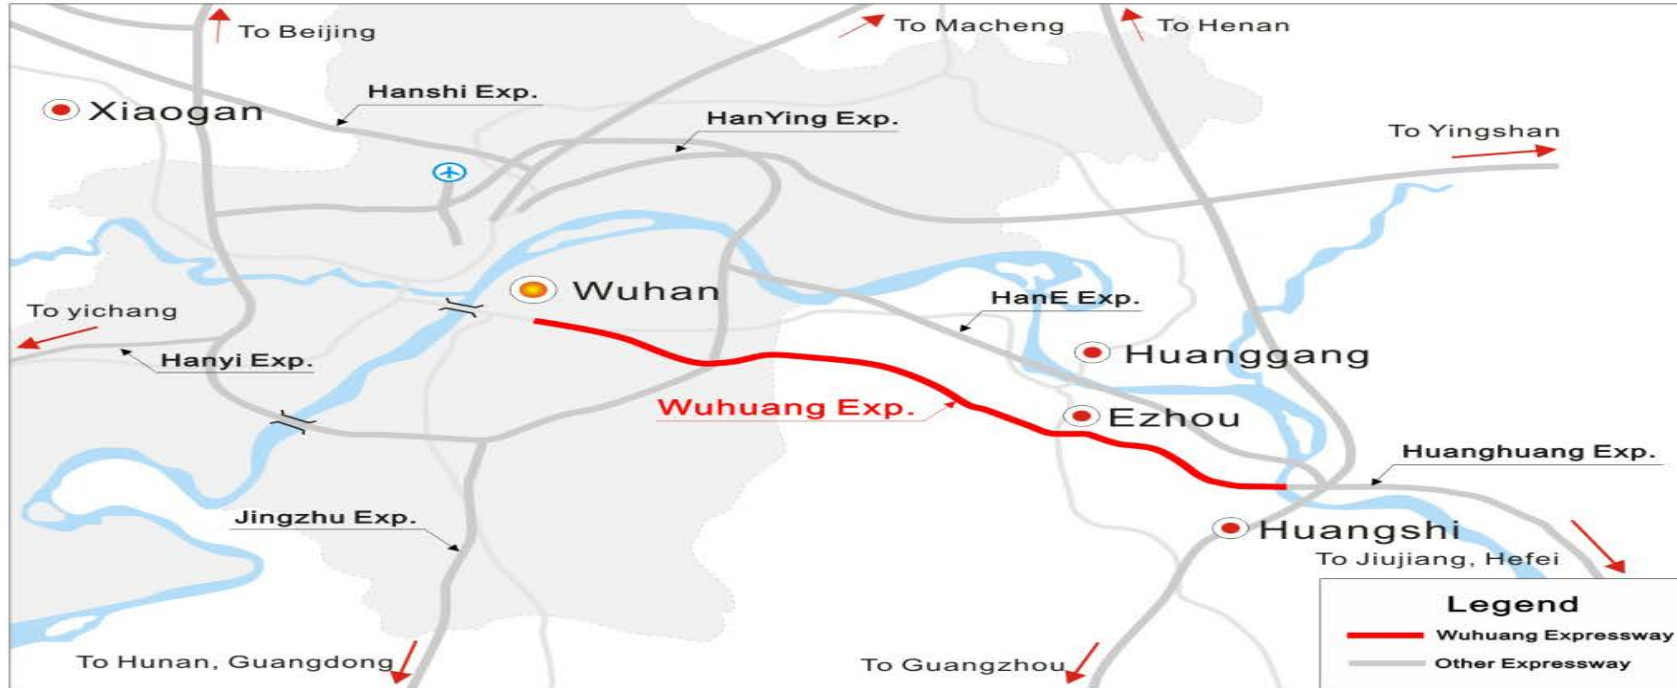 To Beijing
To Macheng
To Henan
Hanshi Exp.
Xiaogan
HanYing Exp.
To Yingshan
Wuhan
HanE Exp.
To yichang
Hanyi Exp.
Huanggang
Wuhuang Exp.
Ezhou
Huanghuang Exp.
Jingzhu Exp.
Huangshi
To Jiujiang, Hefei
Legend
Wuhuang Expressway
Other Expressway
To Hunan, Guangdong
To Guangzhou